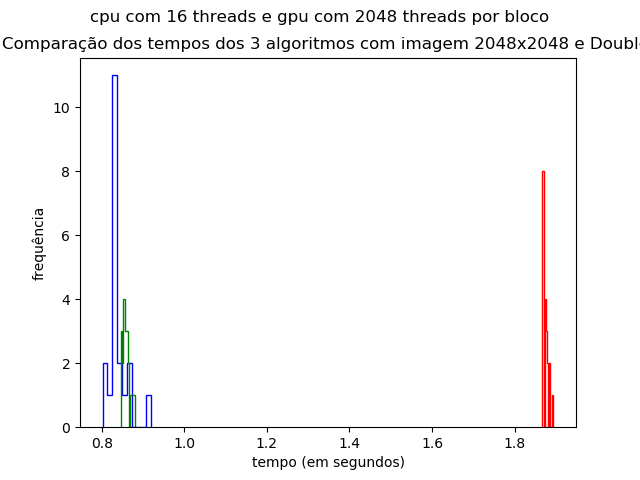 cpu com 16 threads e gpu com 2048 threads por bloco
Comparação dos tempos dos 3 algoritmos com imagem 2048x2048 e
10
8
6
4
2
0
frequência
0.8 1.0 1.2 1.4 1.6 1.8
tempo (em segundos)